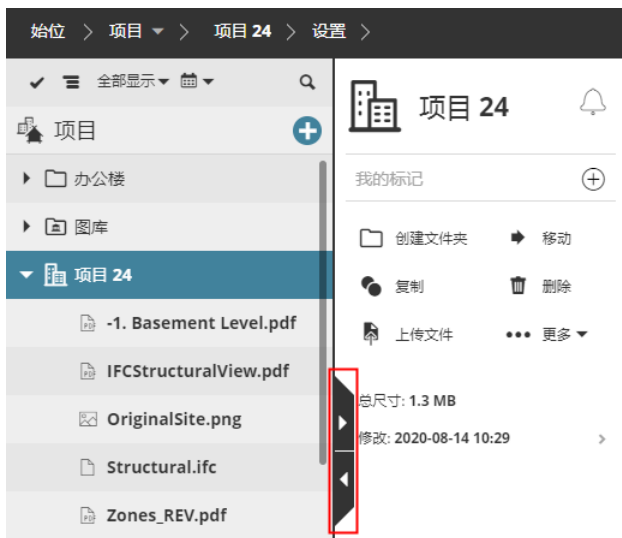 始位 > 项目 > 项目 24 > 设置 >
全部显示
项目
办公楼
图库
项目 24
-1. Basement Level.pdf
IFCStructuralView.pdf
OriginalSite.png
Structural.ifc
Zones_REV.pdf
项目 24
我的标记
创建文件夹 移动
复制 删除
上传文件 更多
总尺寸: 1.3 MB
修改: 2020-08-14 10:29